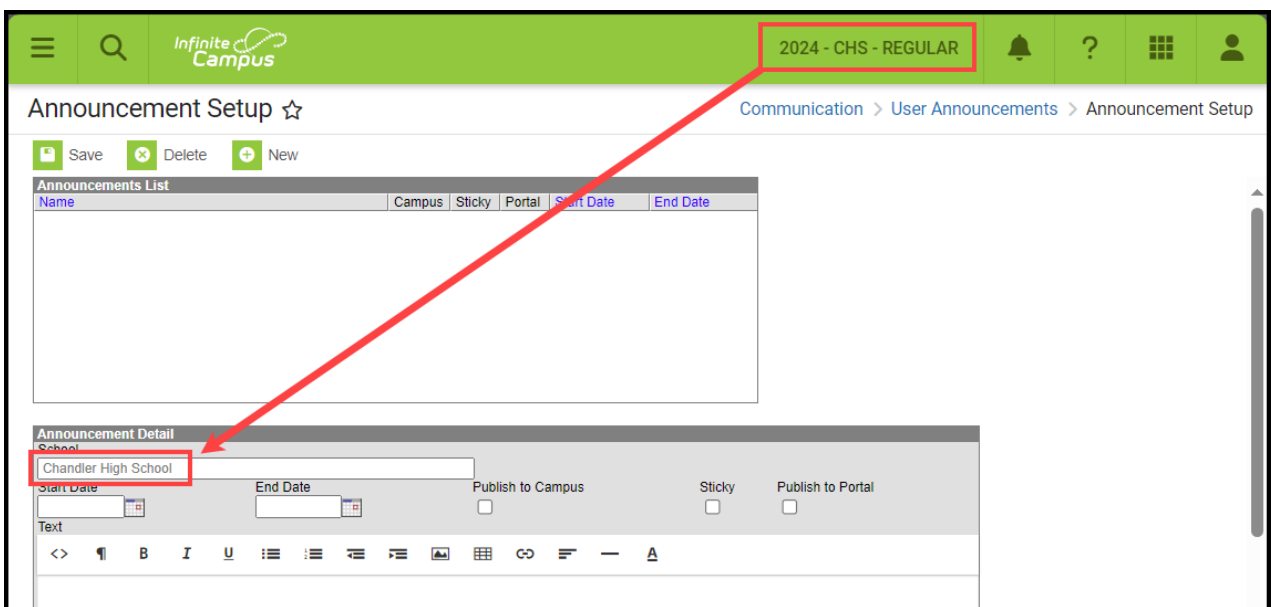 Infinite Campus
2024 - CHS - REGULAR
?
Announcement Setup
Communication > User Announcements > Announcement Setup
Save Delete New
Announcements List
Name Campus Sticky Portal Start Date End Date
Announcement Detail
School
Chandler High School
Start Date End Date Publish to Campus Sticky Publish to Portal
Text
<> ¶ B I U A